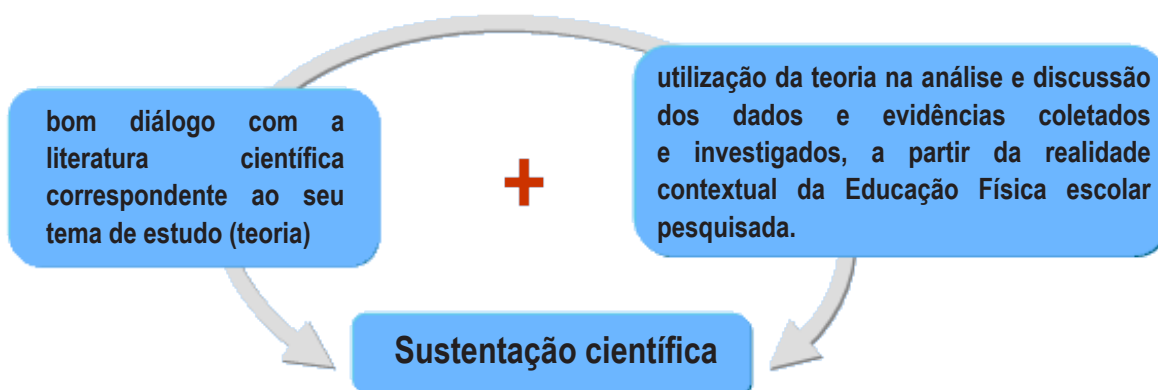 bom diálogo com a
literatura científica
correspondente ao seu
tema de estudo (teoria)
+
utilização da teoria na análise e discussão
dos dados e evidências coletados
e investigados, a partir da realidade
contextual da Educação Física escolar
pesquisada.
Sustentação científica